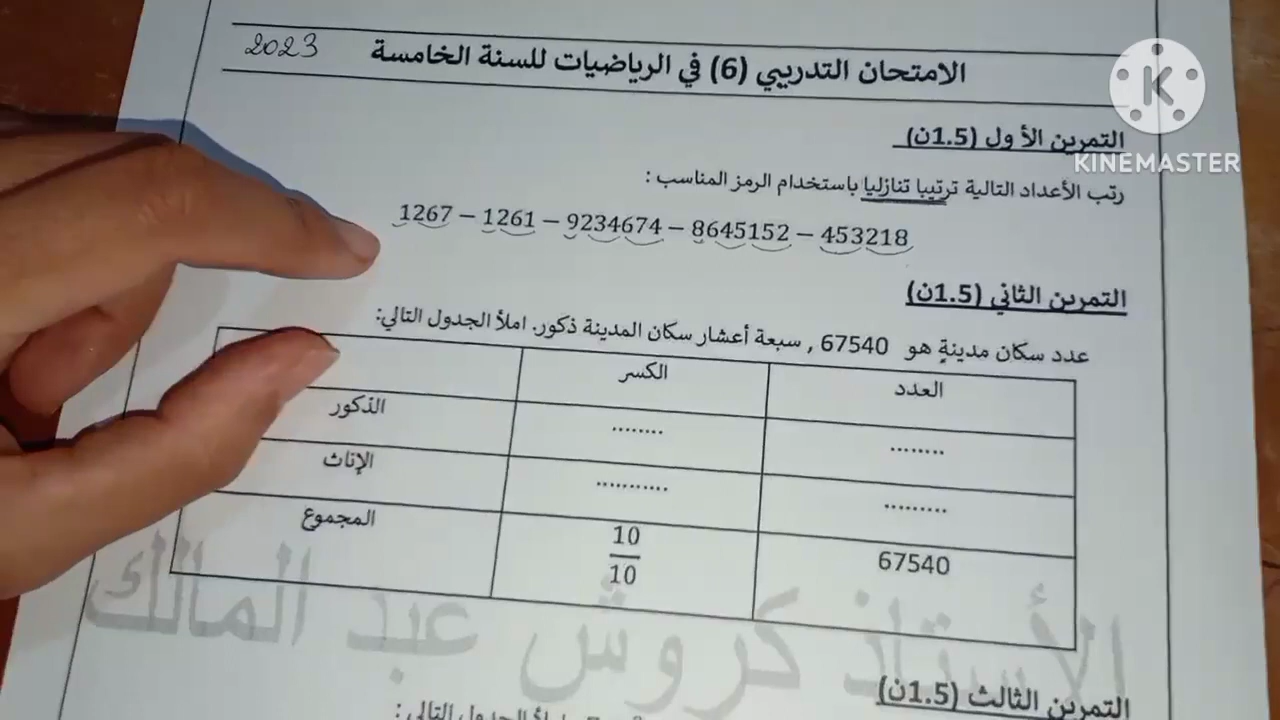 2023
الامتحان التدريبي (6) في الرياضيات للسنة الخامسة
K
KINEMASTER
التمرين الأول (1.5ن)
رتب الأعداد التالية ترتيبا تنازليا باستخدام الرمز المناسب :
1267 – 1261 – 9234674 – 8645152 – 453218
التمرين الثاني (1.5ن)
عدد سكان مدينةٍ هو 67540 , سبعة أعشار سكان المدينة ذكور. املأ الجدول التالي:
العدد الكسر
........ ........ الذكور
......... ........... الإناث
67540 10/10 المجموع
الأستاذ كروش عبد المالك
التمرين الثالث (1.5ن)
الجدول التالي :